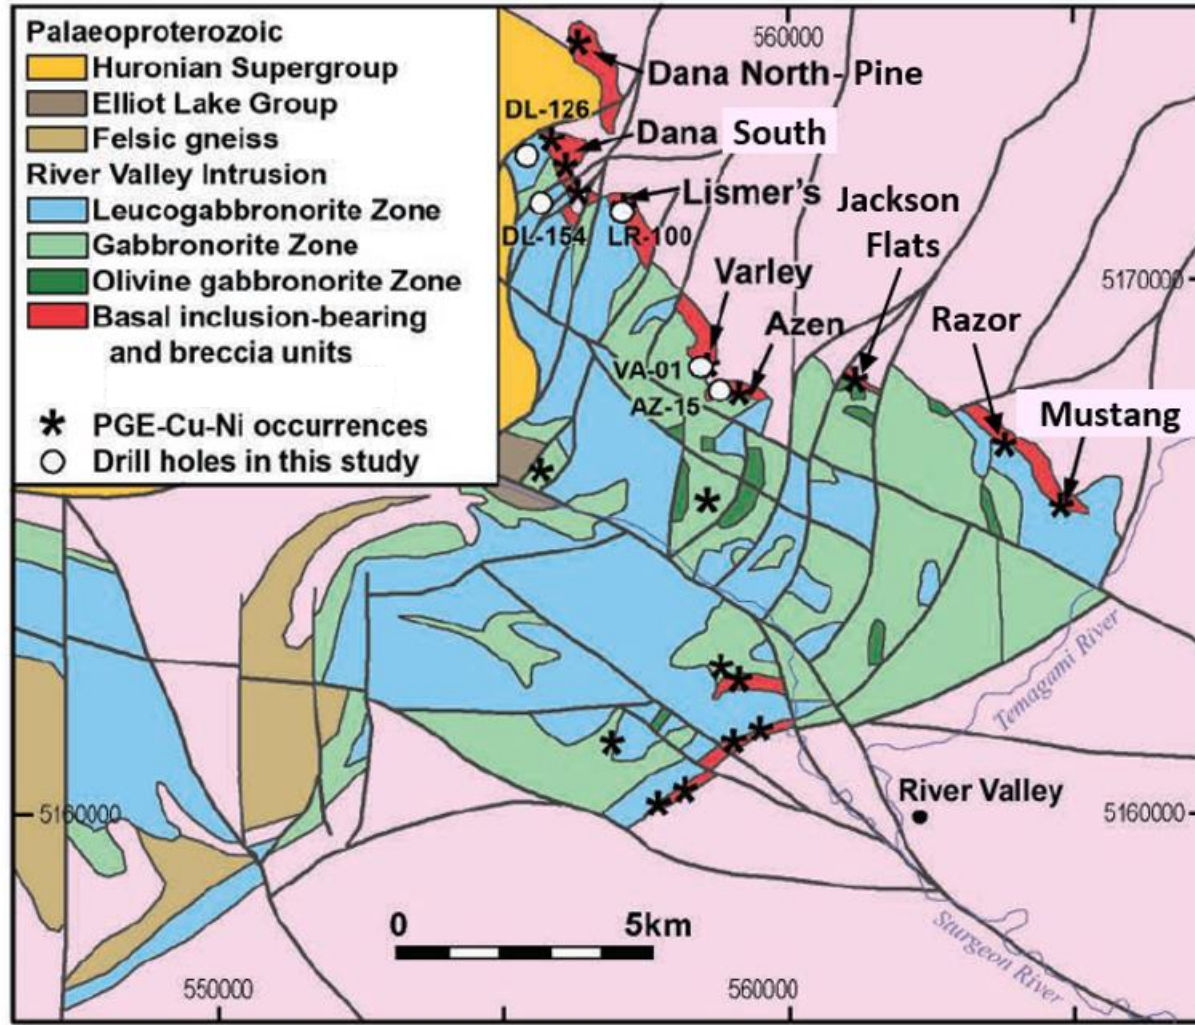 Palaeoproterozoic
Huronian Supergroup
Elliot Lake Group
Felsic gneiss
River Valley Intrusion
Leucogabbronorite Zone
Gabbronorite Zone
Olivine gabbronorite Zone
Basal inclusion-bearing
and breccia units
PGE-Cu-Ni occurrences
Drill holes in this study
560000
Dana North- Pine
DL-126
Dana South
Lismer's
Jackson
Flats
DL-154
LR-100
Varley
5170000
Azen
Razor
VA-01
AZ-15
Mustang
Temagami River
River Valley
5160000
5160000
0
5km
Sturgeon River
550000
560000